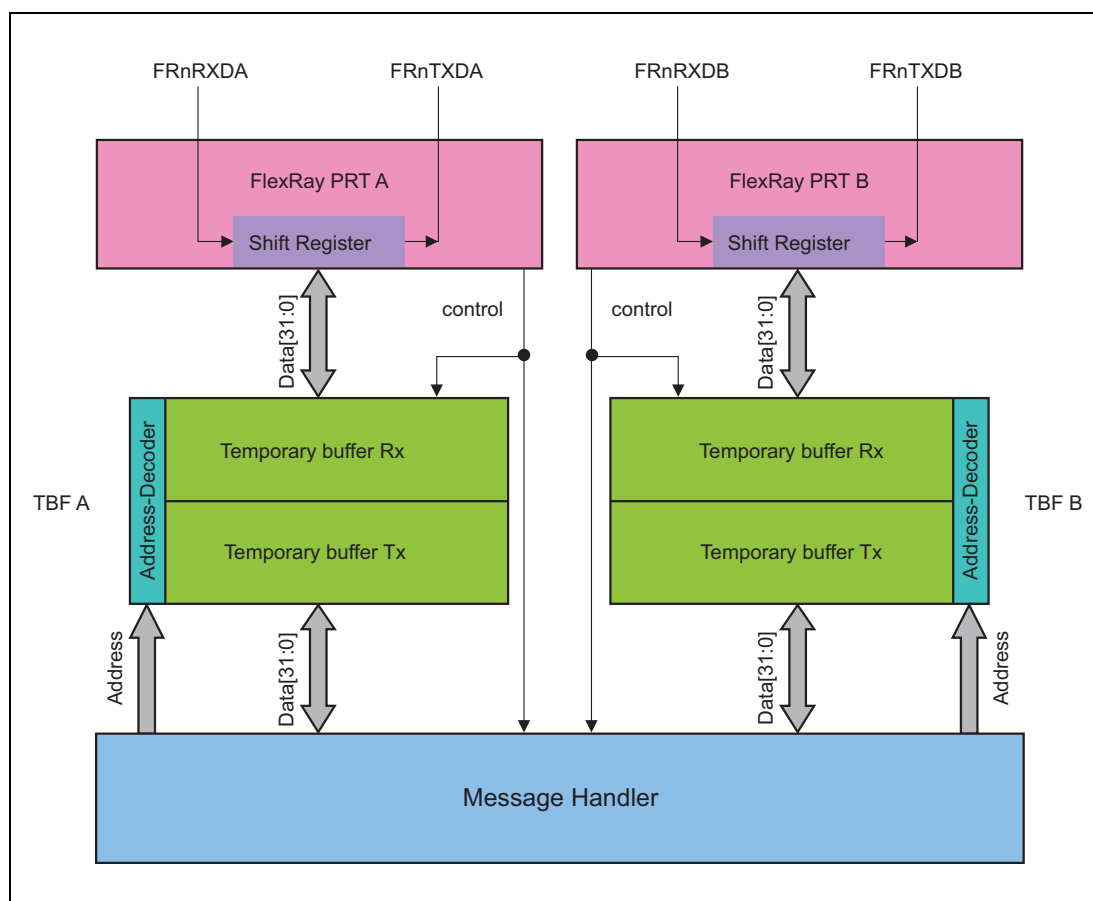 FRnRXDA
FRnTXDA
FRnRXDB
FRnTXDB
FlexRay PRT A
FlexRay PRT B
Shift Register
Shift Register
Data[31:0]
control
control
Data[31:0]
TBF A
Address-Decoder
Temporary buffer Rx
Temporary buffer Tx
Temporary buffer Rx
Temporary buffer Tx
Address-Decoder
TBF B
Address
Data[31:0]
Data[31:0]
Address
Message Handler